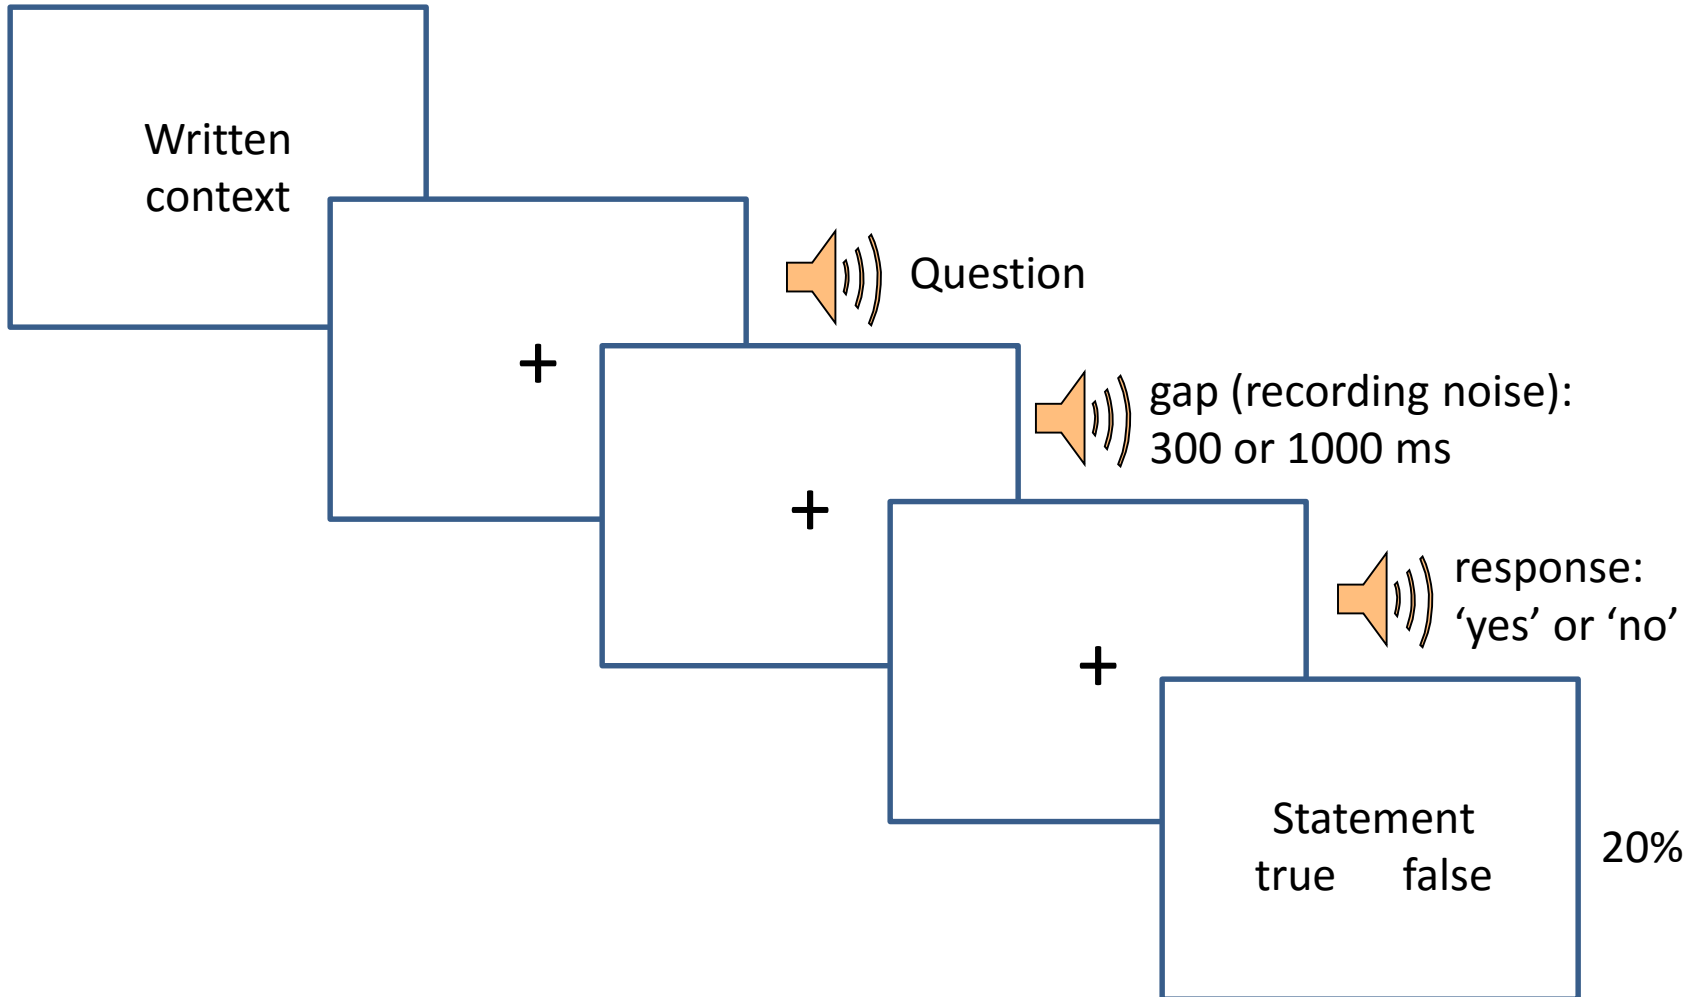 Written
context
+
Question
+
gap (recording noise):
300 or 1000 ms
+
response:
‘yes’ or ‘no’
Statement
true false
20%